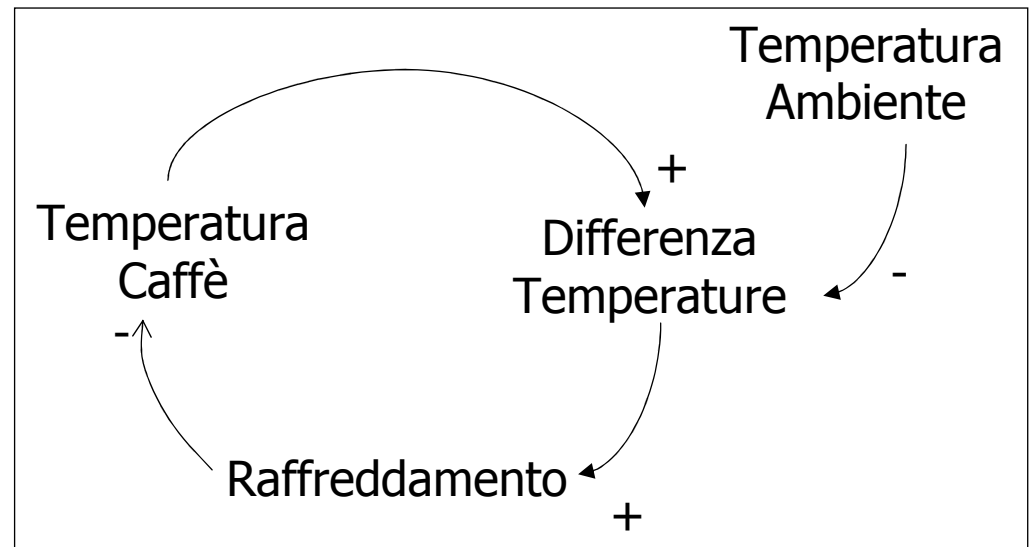 Temperatura
Ambiente
+
Temperatura
Caffè
Differenza
Temperature
-
-
Raffreddamento
+